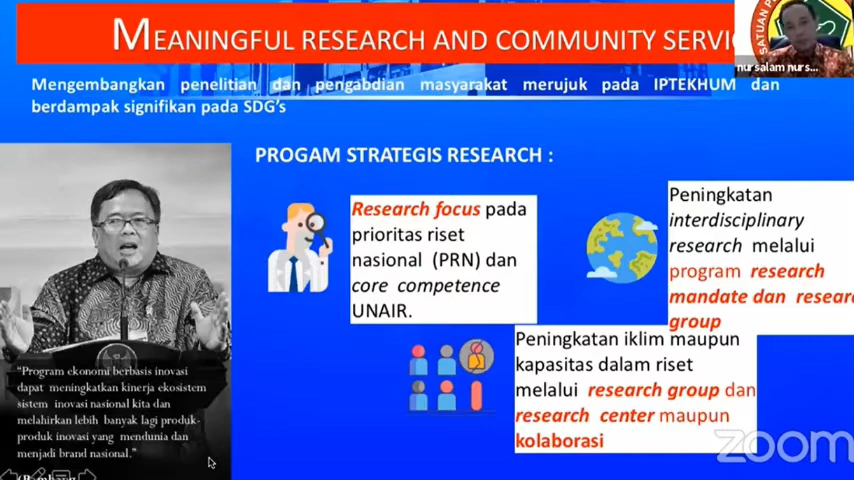 MEANINGFUL RESEARCH AND COMMUNITY
SATUAN
nursalam nurs...
Mengembangkan penelitian dan pengabdian masyarakat merujuk pada IPTEKHUM dan
berdampak signifikan pada SDG's
PROGAM STRATEGIS RESEARCH :
Research focus pada
prioritas riset
nasional (PRN) dan
core competence
UNAIR.
Peningkatan
interdisciplinary
research melalui
program research
mandate dan
group
Peningkatan iklim maupun
kapasitas dalam riset
melalui research group dan
research center maupun
kolaborasi
"Program ekonomi berbasis inovasi
dapat meningkatkan kinerja ekosistem
sistem inovasi nasional kita dan
melahirkan lebih banyak lagi produk-
produk inovasi yang mendunia dan
menjadi brand nasional."
zoom